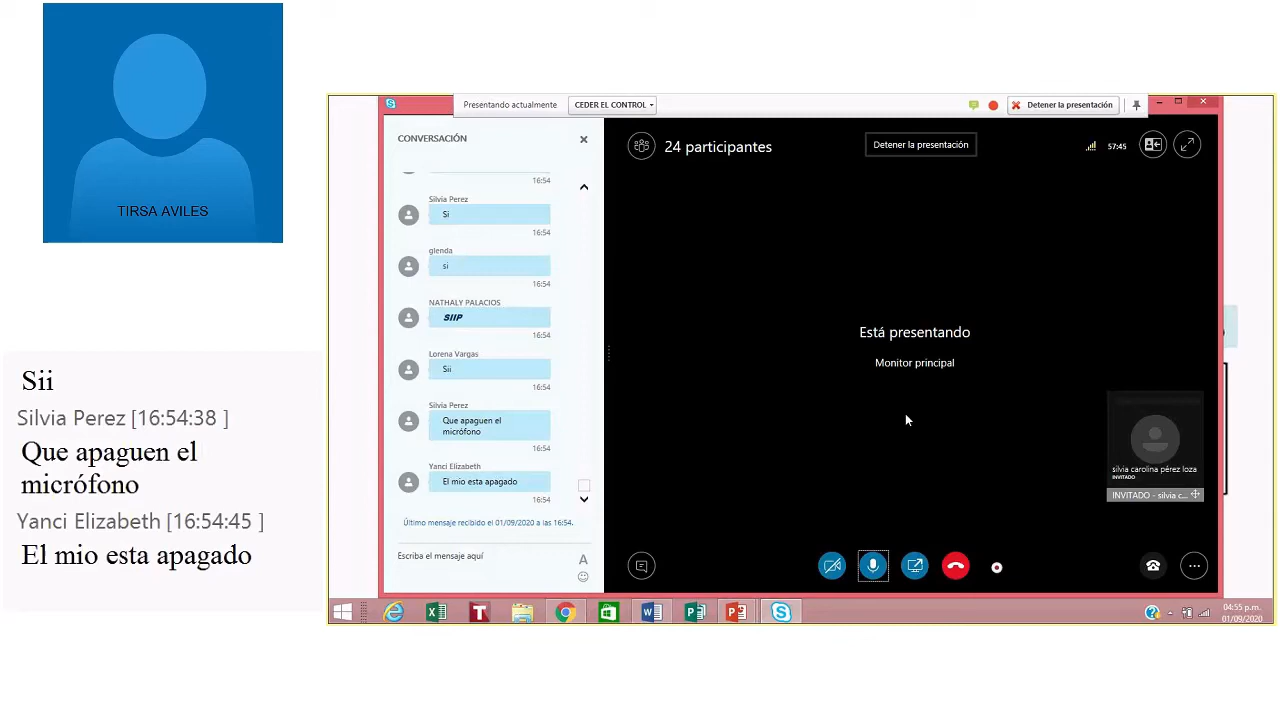 TIRSA AVILES
Sii
Silvia Perez [16:54:38 ]
Que apaguen el
micrófono
Yanci Elizabeth [16:54:45 ]
El mio esta apagado
Presentando actualmente
CEDER EL CONTROL
Detener la presentación
CONVERSACIÓN
16:54
Silvia Perez
Si
16:54
glenda
si
16:54
NATHALY PALACIOS
SIIP
16:54
Lorena Vargas
Sii
16:54
Silvia Perez
Que apaguen el
micrófono
16:54
Yanci Elizabeth
El mio esta apagado
16:54
Último mensaje recibido el 01/09/2020 a las 16:54.
Escriba el mensaje aquí
24 participantes
Detener la presentación
57:45
Está presentando
Monitor principal
silvia carolina pérez loza
INVITADO
INVITADO - silvia c...
04:55 p.m.
01/09/2020